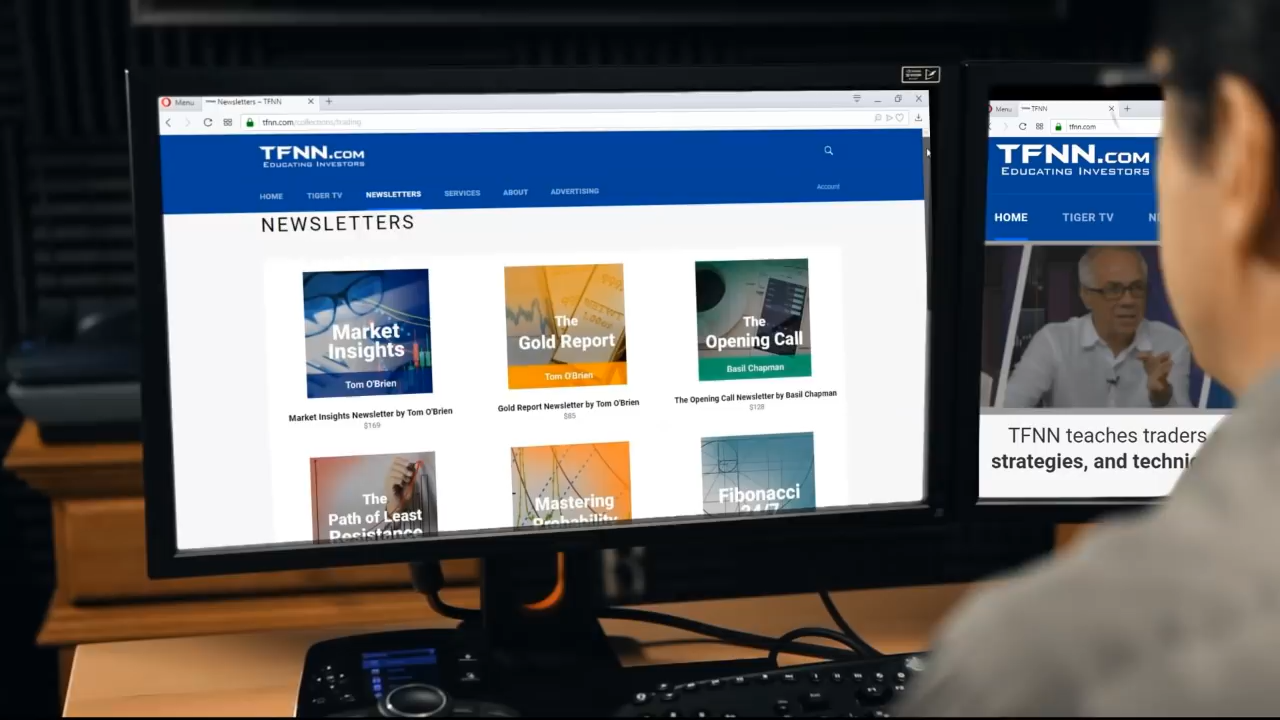 Menu
Newsletters – TFNN
tfnn.com/collections/trading
TFNN.COM
EDUCATING INVESTORS
HOME
TIGER TV
NEWSLETTERS
SERVICES
ABOUT
ADVERTISING
Account
NEWSLETTERS
Market
Insights
Tom O'Brien
Market Insights Newsletter by Tom O'Brien
$169
The
Gold Report
Tom O'Brien
Gold Report Newsletter by Tom O'Brien
$85
The
Opening Call
Basil Chapman
The Opening Call Newsletter by Basil Chapman
$128
The
Path of Least
Resistance
Mastering
Probability
Fibonacci
24/7
Menu
TFNN
tfnn.com
TFNN.COM
EDUCATING INVESTORS
HOME
TIGER TV
TFNN teaches traders
strategies, and techni